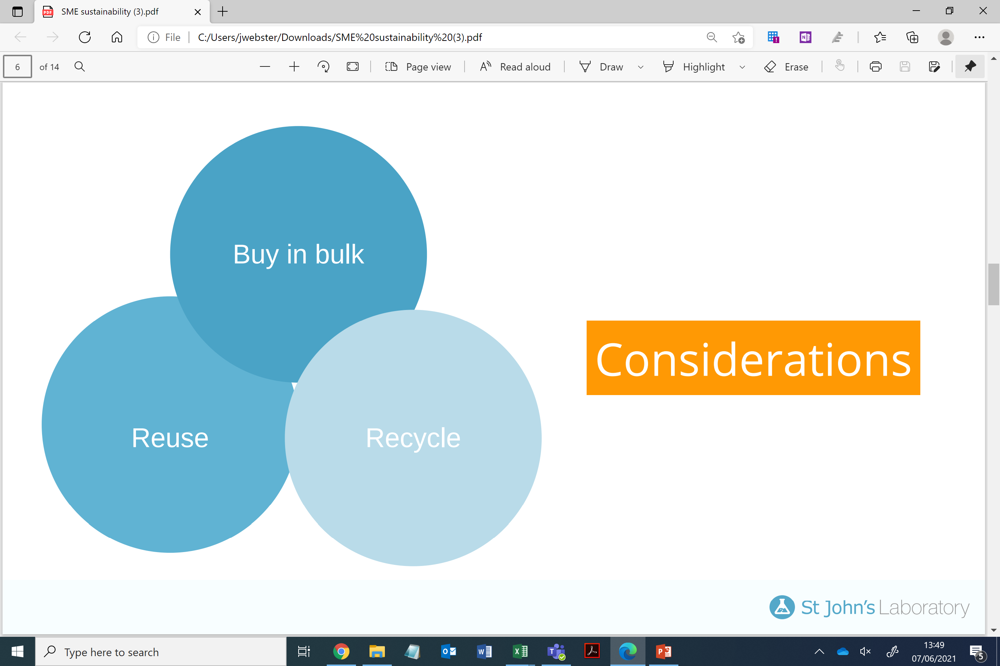 SME sustainability (3).pdf
File
C:/Users/jwebster/Downloads/SME%20sustainability%20(3).pdf
6 of 14
Page view
Read aloud
Draw
Highlight
Erase
Buy in bulk
Considerations
Reuse
Recycle
St John's Laboratory
Type here to search
13:49
07/06/2021
5